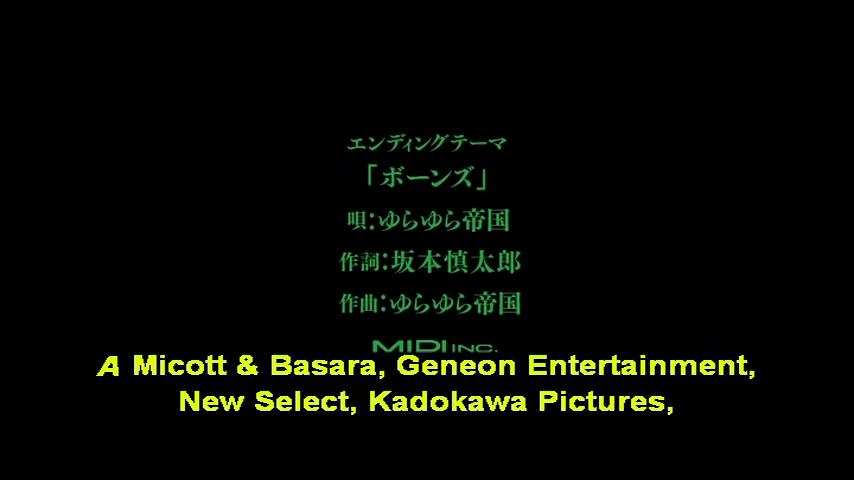 エンディングテーマ
「ボーンズ」
唄:ゆらゆら帝国
作詞:坂本慎太郎
作曲:ゆらゆら帝国
MIDI INC.
A Micott & Basara, Geneon Entertainment,
New Select, Kadokawa Pictures,